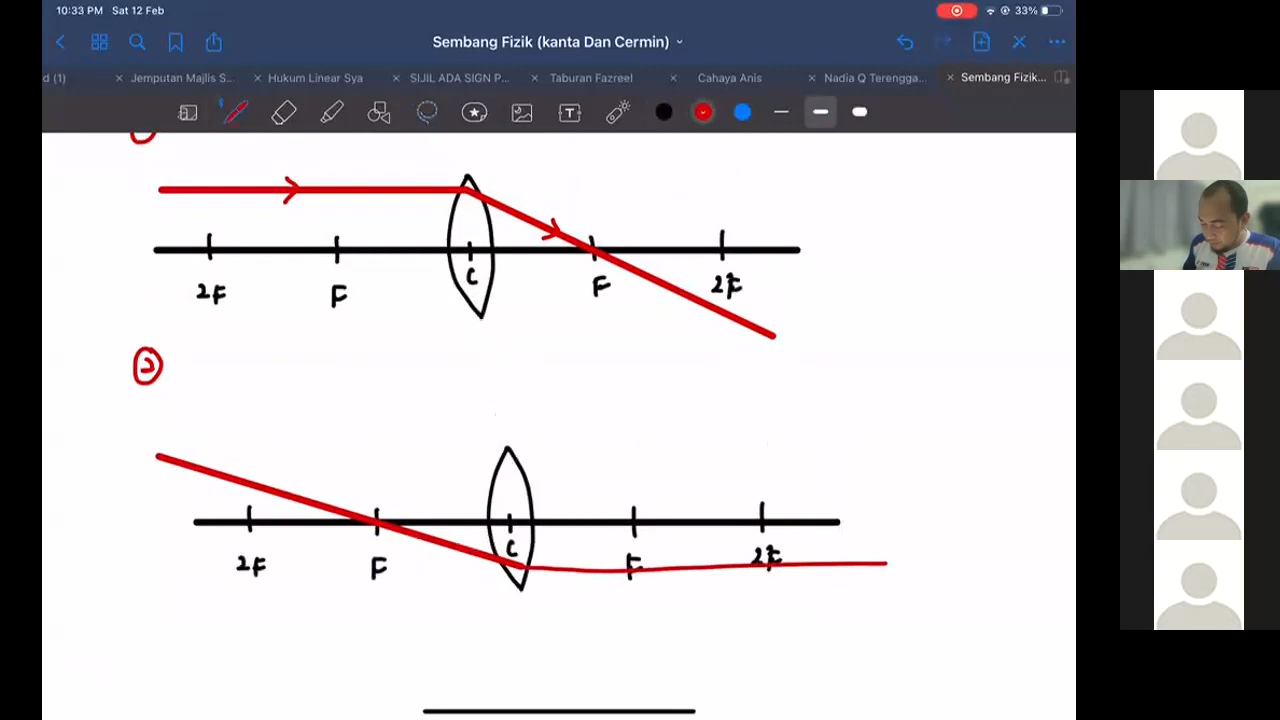 10:33 PM Sat 12 Feb 33%
Sembang Fizik (kanta Dan Cermin)
d (1) Jemputan Majlis S... Hukum Linear Sya SIJIL ADA SIGN P... Taburan Fazreel Cahaya Anis Nadia Q Terengga... Sembang Fizik...
T
2F F C F 2F
2
2F F C F 2F